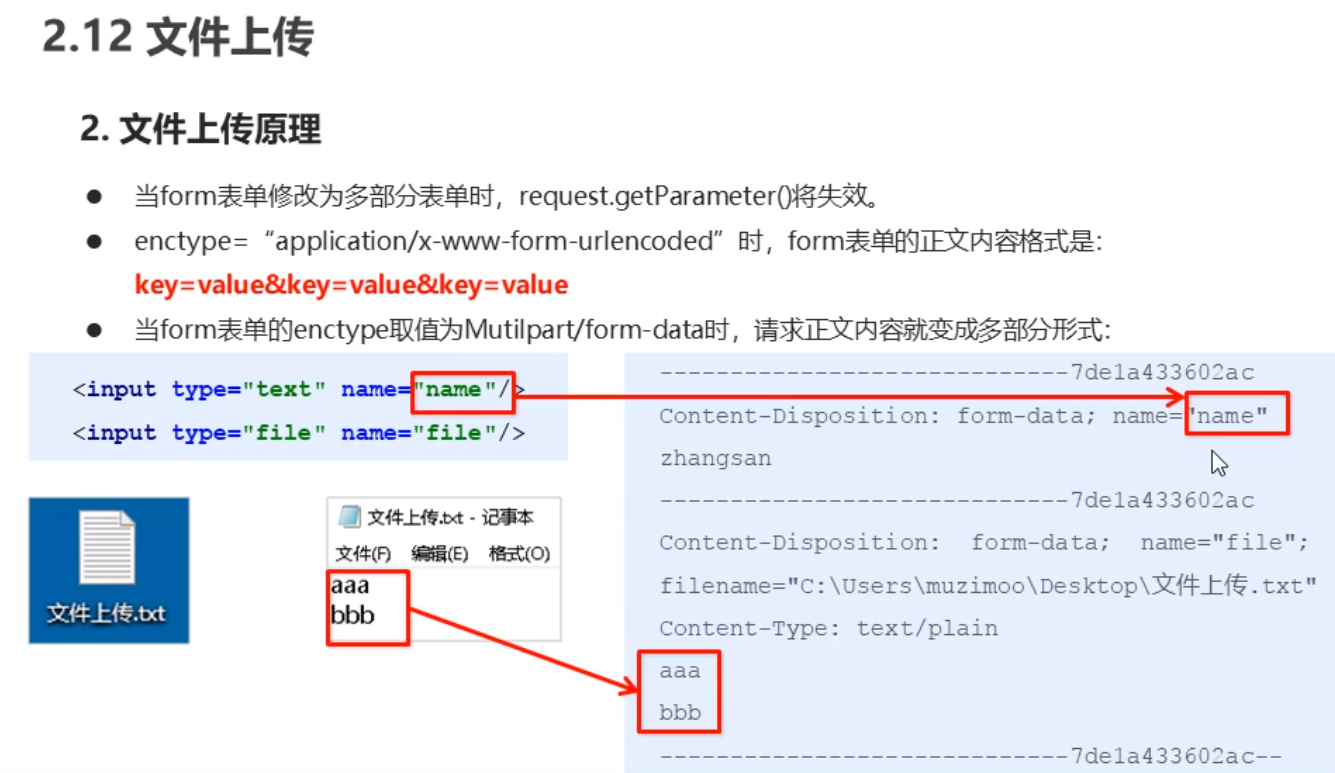 2.12 文件上传
2. 文件上传原理
● 当form表单修改为多部分表单时，request.getParameter()将失效。
● enctype=“application/x-www-form-urlencoded”时，form表单的正文内容格式是：
key=value&key=value&key=value
● 当form表单的enctype取值为Mutilpart/form-data时，请求正文内容就变成多部分形式：
<input type="text" name="name"/>
<input type="file" name="file"/>
文件上传.txt
文件上传.txt - 记事本
文件(F) 编辑(E) 格式(O)
aaa
bbb
-----------------------------7de1a433602ac
Content-Disposition: form-data; name="name"
zhangsan
-----------------------------7de1a433602ac
Content-Disposition: form-data; name="file";
filename="C:\Users\muzimoo\Desktop\文件上传.txt"
Content-Type: text/plain
aaa
bbb
-----------------------------7de1a433602ac--